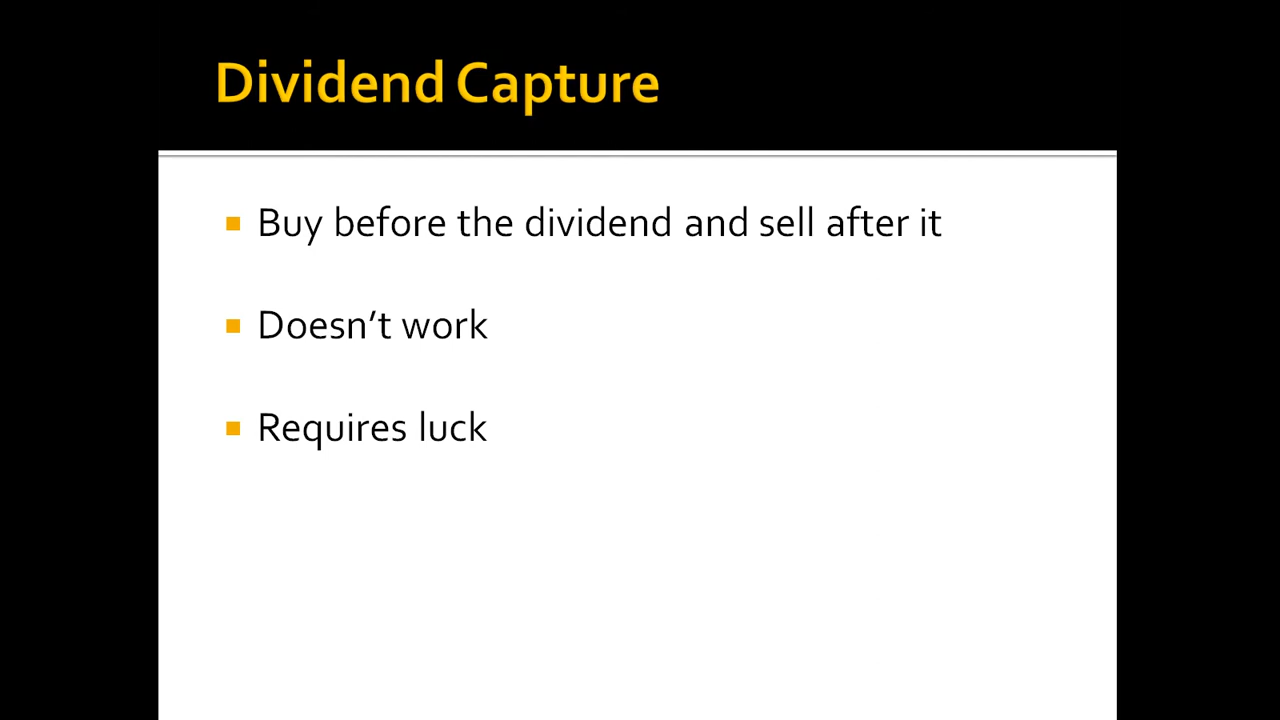 Dividend Capture
Buy before the dividend and sell after it
Doesn’t work
Requires luck